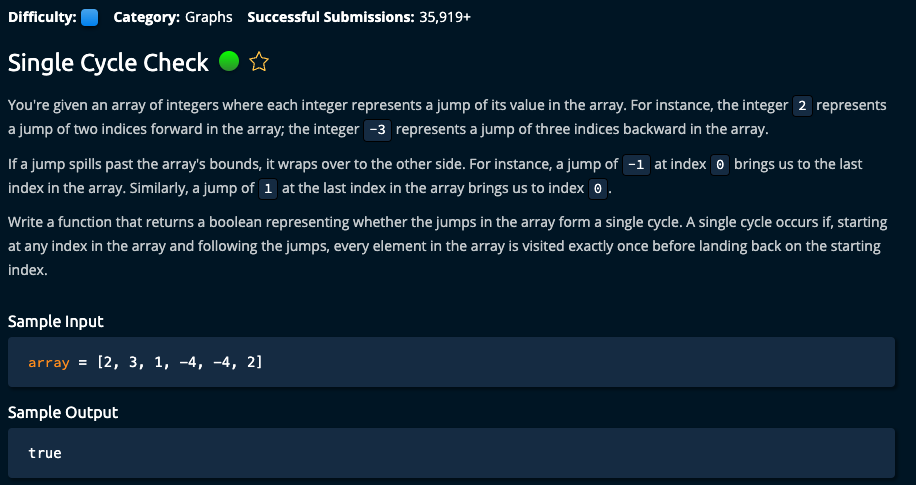 Difficulty: Category: Graphs Successful Submissions: 35,919+
Single Cycle Check
You're given an array of integers where each integer represents a jump of its value in the array. For instance, the integer 2 represents
a jump of two indices forward in the array; the integer -3 represents a jump of three indices backward in the array.
If a jump spills past the array's bounds, it wraps over to the other side. For instance, a jump of -1 at index 0 brings us to the last
index in the array. Similarly, a jump of 1 at the last index in the array brings us to index 0.
Write a function that returns a boolean representing whether the jumps in the array form a single cycle. A single cycle occurs if, starting
at any index in the array and following the jumps, every element in the array is visited exactly once before landing back on the starting
index.
Sample Input
array = [2, 3, 1, -4, -4, 2]
Sample Output
true